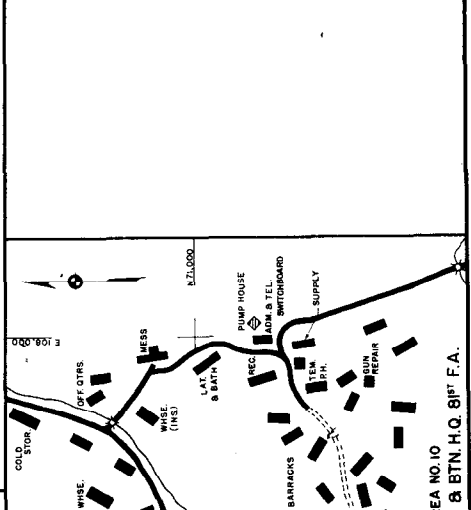 N71,000
E 108,000
PUMP HOUSE
ADM. & TEL.
SWITCHBOARD
SUPPLY
MESS
OFF. QTRS.
LAT.
& BATH
REC.
WHSE.
(INS)
COLD
STOR.
TEM.
P.H.
GUN
REPAIR
WHSE.
BARRACKS
EA NO. 10
& BTN. H.Q. 81ST F.A.